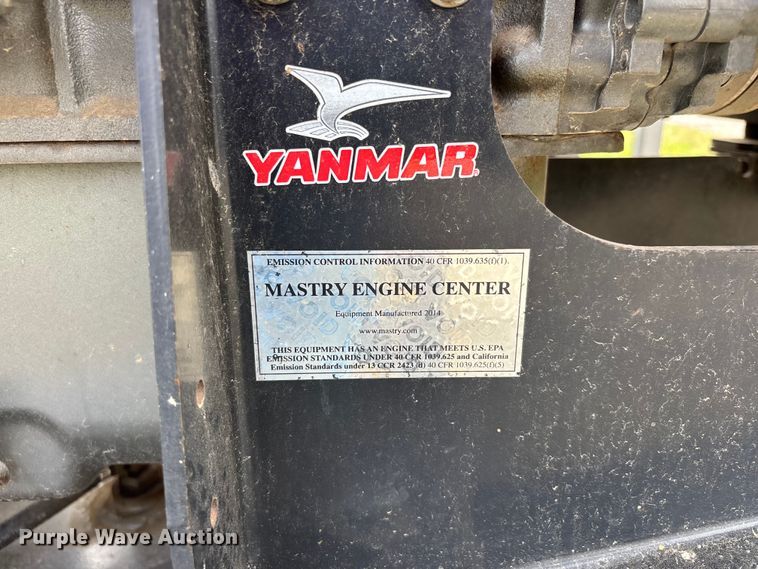 YANMAR
EMISSION CONTROL INFORMATION 40 CFR 1039.635(f)(1).
MASTRY ENGINE CENTER
Equipment Manufactured 2014
www.mastry.com
THIS EQUIPMENT HAS AN ENGINE THAT MEETS U.S. EPA
EMISSION STANDARDS UNDER 40 CFR 1039.625 and California
Emission Standards under 13 CCR 2423 (d) 40 CFR 1039.625(f)(5)
Purple Wave Auction